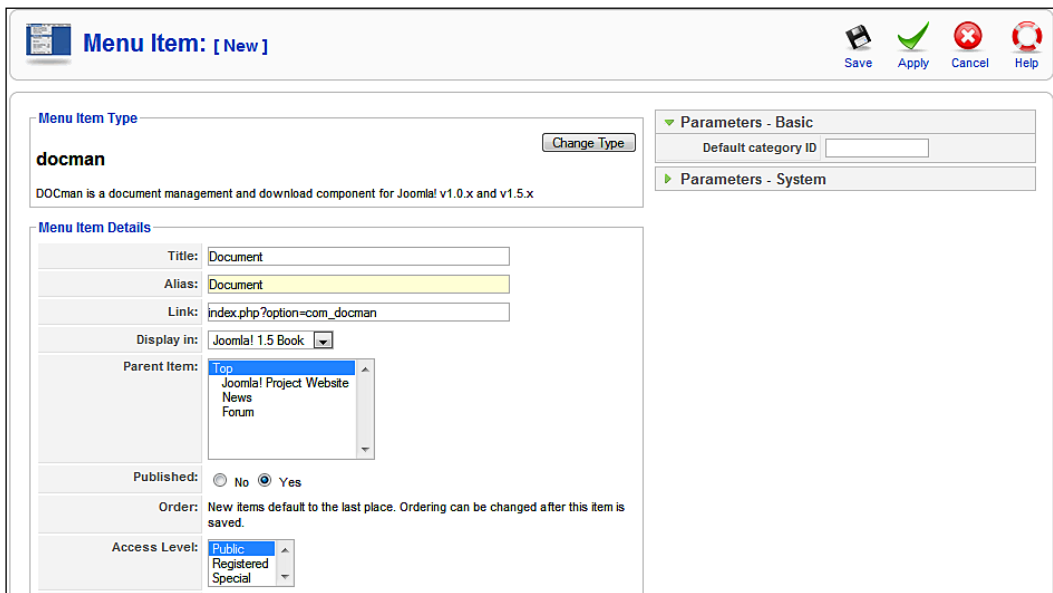 Menu Item: [ New ]
Save Apply Cancel Help
Menu Item Type
Change Type
docman
DOCman is a document management and download component for Joomla! v1.0.x and v1.5.x
Menu Item Details
Title: Document
Alias: Document
Link: index.php?option=com_docman
Display in: Joomla! 1.5 Book
Parent Item: Top
Joomla! Project Website
News
Forum
Published: No Yes
Order: New items default to the last place. Ordering can be changed after this item is
saved.
Access Level: Public
Registered
Special
Parameters - Basic
Default category ID
Parameters - System